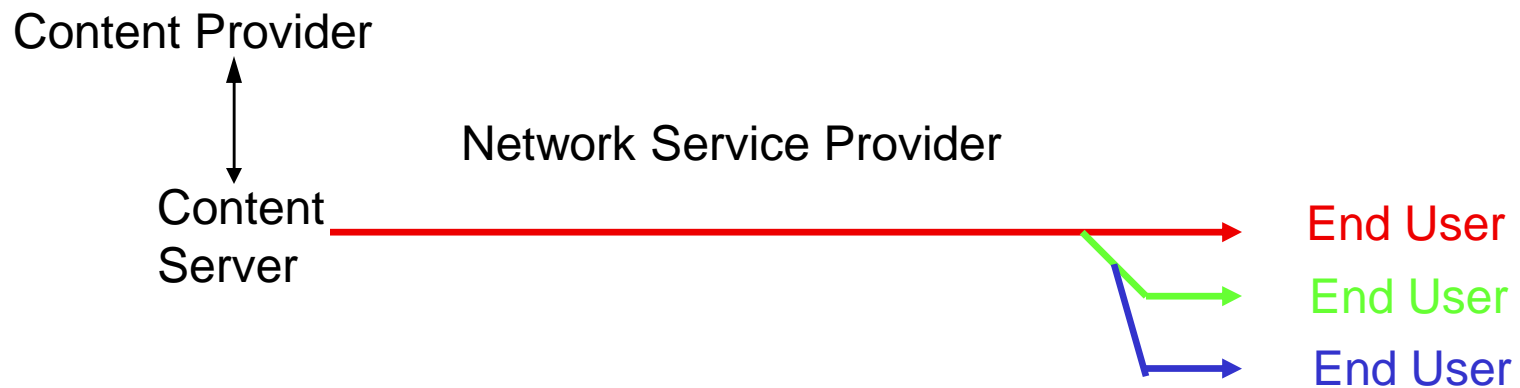 Content Provider
Network Service Provider
Content
Server
End User
End User
End User